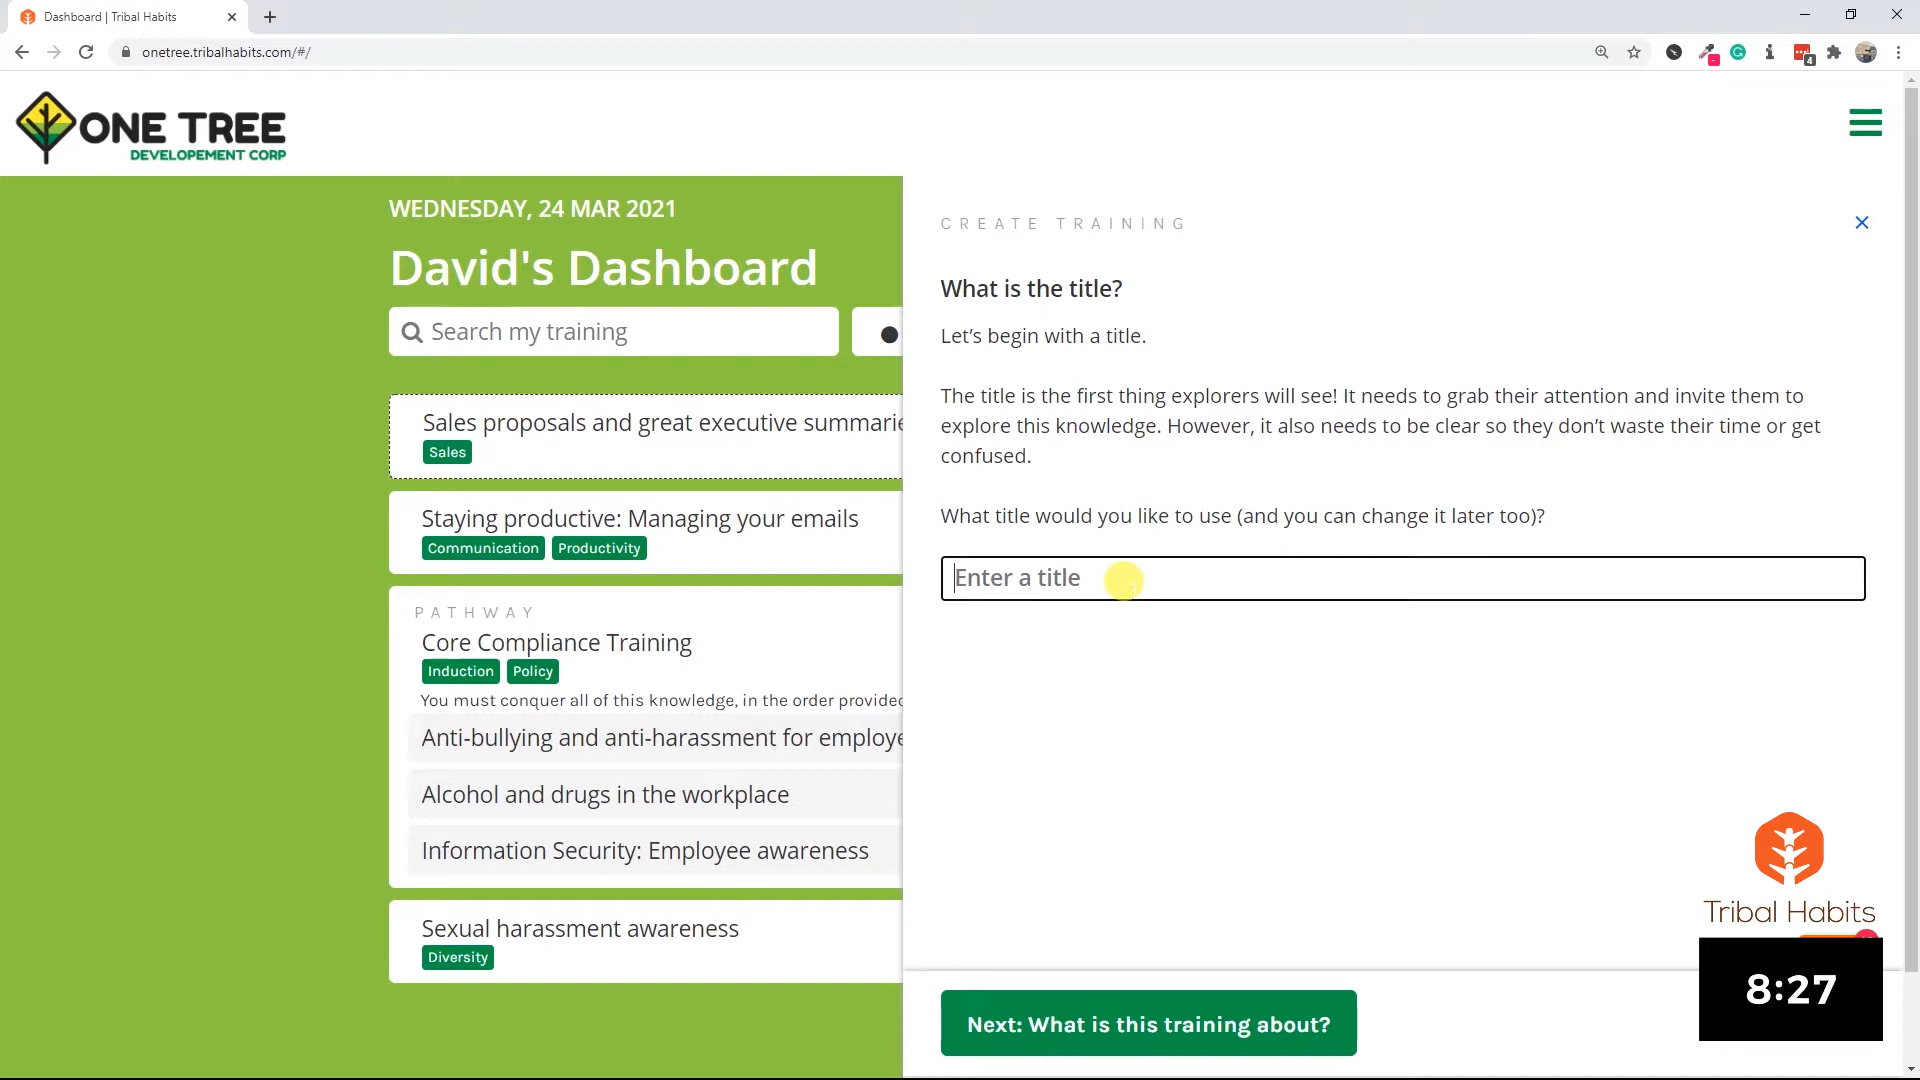 Dashboard | Tribal Habits
onetree.tribalhabits.com/#/
4
ONE TREE
DEVELOPEMENT CORP
WEDNESDAY, 24 MAR 2021
David's Dashboard
Search my training
Sales proposals and great executive summarie
Sales
Staying productive: Managing your emails
Communication Productivity
PATHWAY
Core Compliance Training
Induction Policy
You must conquer all of this knowledge, in the order provided
Anti-bullying and anti-harassment for employe
Alcohol and drugs in the workplace
Information Security: Employee awareness
Sexual harassment awareness
Diversity
CREATE TRAINING
What is the title?
Let’s begin with a title.
The title is the first thing explorers will see! It needs to grab their attention and invite them to
explore this knowledge. However, it also needs to be clear so they don’t waste their time or get
confused.
What title would you like to use (and you can change it later too)?
Enter a title
Tribal Habits
8:27
Next: What is this training about?